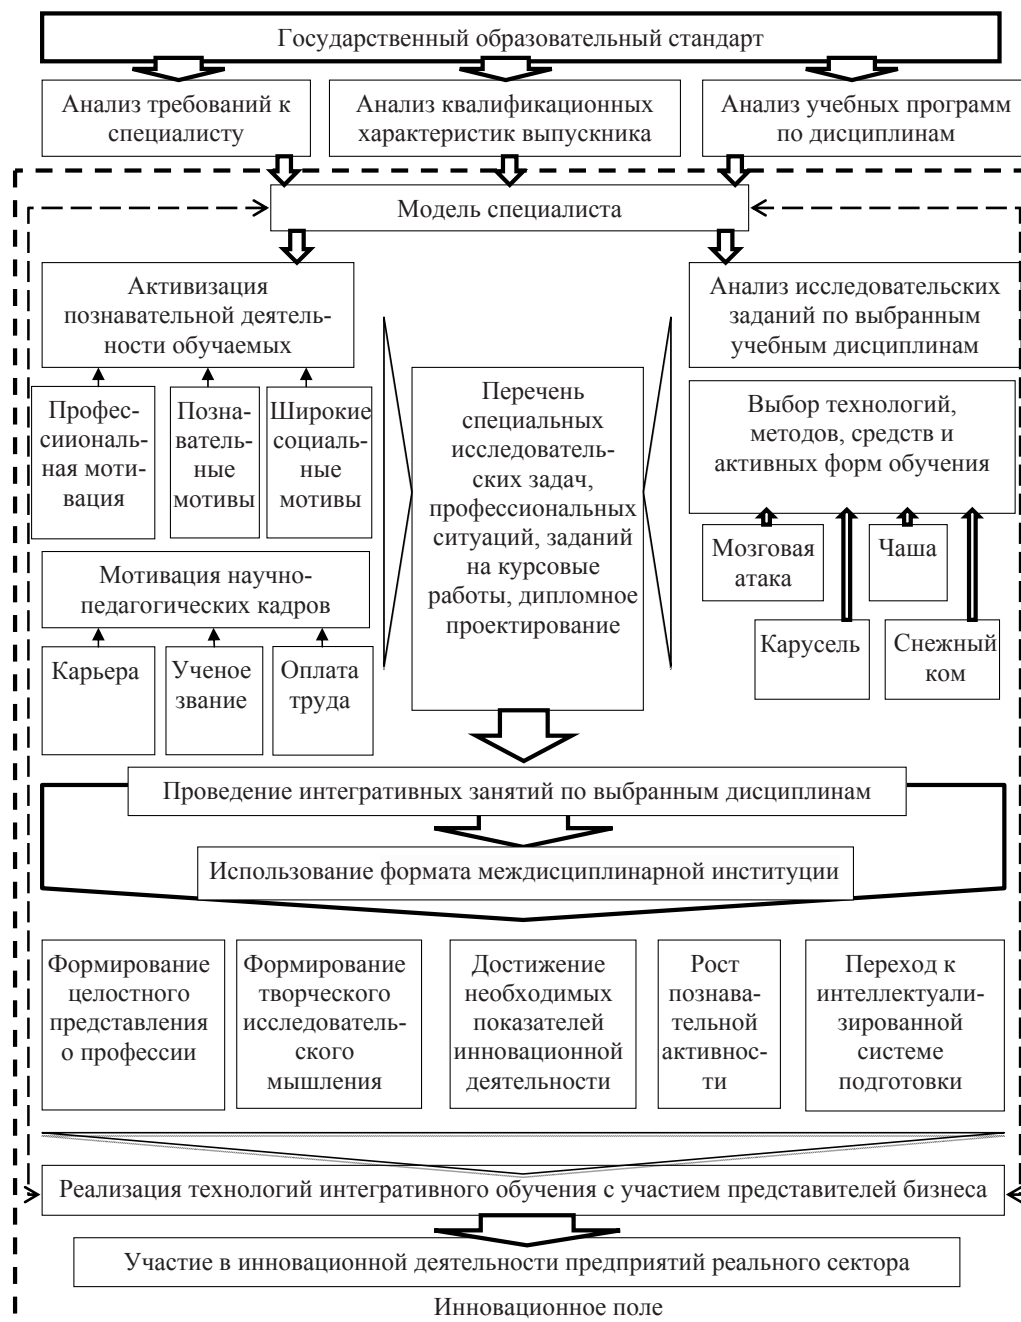 Государственный образовательный стандарт
Анализ требований к
специалисту
Анализ квалификационных
характеристик выпускника
Анализ учебных программ
по дисциплинам
Модель специалиста
Активизация
познавательной деятель-
ности обучаемых
Анализ исследовательских
заданий по выбранным
учебным дисциплинам
Профес-
сииональ-
ная моти-
вация
Позна-
ватель-
ные
мотивы
Широкие
социаль-
ные
мотивы
Перечень
специальных
исследователь-
ских задач,
профессиональных
ситуаций, заданий
на курсовые
работы, дипломное
проектирование
Выбор технологий,
методов, средств и
активных форм обучения
Мозговая
атака
Чаша
Карусель
Снежный
ком
Мотивация научно-
педагогических кадров
Карьера
Ученое
звание
Оплата
труда
Проведение интегративных занятий по выбранным дисциплинам
Использование формата междисциплинарной институции
Формирование
целостного
представления
о профессии
Формирование
творческого
исследователь-
ского
мышления
Достижение
необходимых
показателей
инновационной
деятельности
Рост
познава-
тельной
активнос-
ти
Переход к
интеллектуали-
зированной
системе
подготовки
Реализация технологий интегративного обучения с участием представителей бизнеса
Участие в инновационной деятельности предприятий реального сектора
Инновационное поле